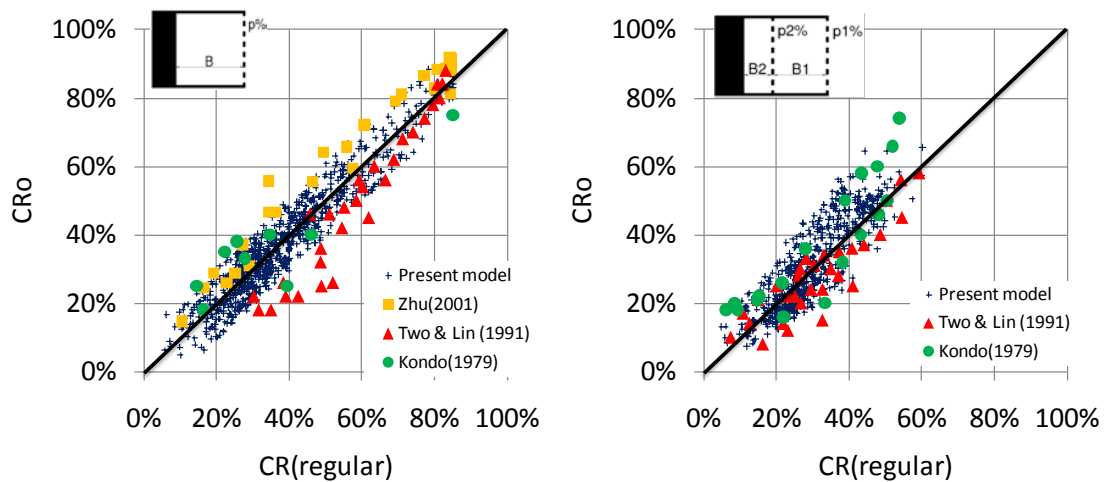 100%
80%
60%
40%
20%
0%
CRo
p%
B
Present model
Zhu(2001)
Two & Lin (1991)
Kondo(1979)
0% 20% 40% 60% 80% 100%
CR(regular)
100%
80%
60%
40%
20%
0%
CRo
p2% p1%
B2 B1
Present model
Two & Lin (1991)
Kondo(1979)
0% 20% 40% 60% 80% 100%
CR(regular)